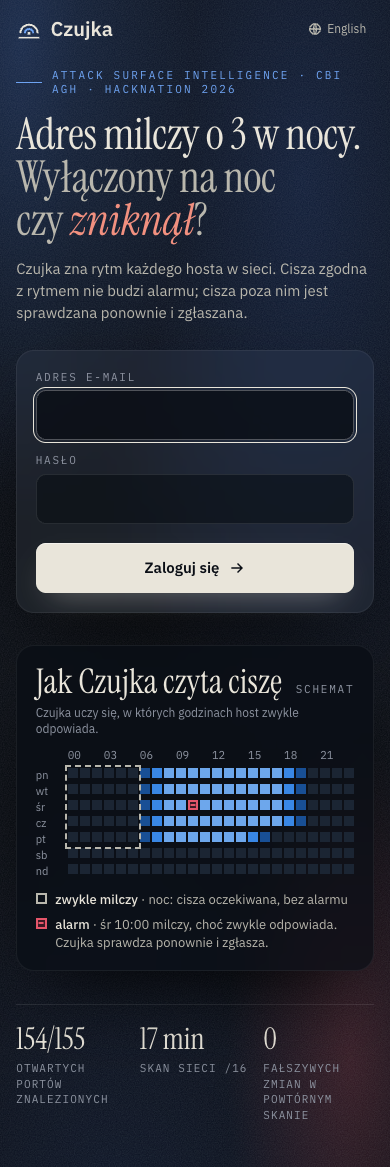 Czujka
English
ATTACK SURFACE INTELLIGENCE · CBI
AGH · HACKNATION 2026
Adres milczy o 3 w nocy.
Wyłączony na noc
czy zniknął?
Czujka zna rytm każdego hosta w sieci. Cisza zgodna
z rytmem nie budzi alarmu; cisza poza nim jest
sprawdzana ponownie i zgłaszana.
ADRES E-MAIL
HASŁO
Zaloguj się →
Jak Czujka czyta ciszę
SCHEMAT
Czujka uczy się, w których godzinach host zwykle
odpowiada.
00 03 06 09 12 15 18 21
pn
wt
śr
cz
pt
sb
nd
zwykle milczy · noc: cisza oczekiwana, bez alarmu
alarm · śr 10:00 milczy, choć zwykle odpowiada.
Czujka sprawdza ponownie i zgłasza.
154/155
OTWARTYCH
PORTÓW
ZNALEZIONYCH
17 min
SKAN SIECI /16
0
FAŁSZYWYCH
ZMIAN W
POWTÓRNYM
SKANIE